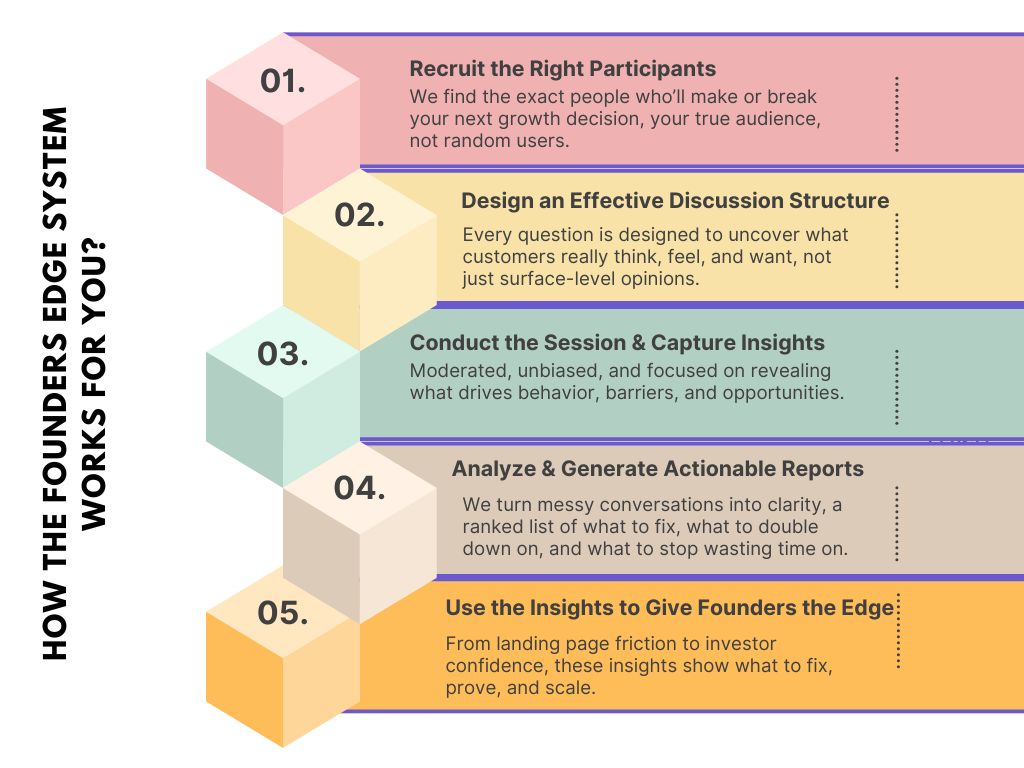 HOW THE FOUNDERS EDGE SYSTEM
WORKS FOR YOU?
01.
Recruit the Right Participants
We find the exact people who’ll make or break
your next growth decision, your true audience,
not random users.
02.
Design an Effective Discussion Structure
Every question is designed to uncover what
customers really think, feel, and want, not
just surface-level opinions.
03.
Conduct the Session & Capture Insights
Moderated, unbiased, and focused on revealing
what drives behavior, barriers, and opportunities.
04.
Analyze & Generate Actionable Reports
We turn messy conversations into clarity, a
ranked list of what to fix, what to double
down on, and what to stop wasting time on.
05.
Use the Insights to Give Founders the Edge
From landing page friction to investor
confidence, these insights show what to fix,
prove, and scale.